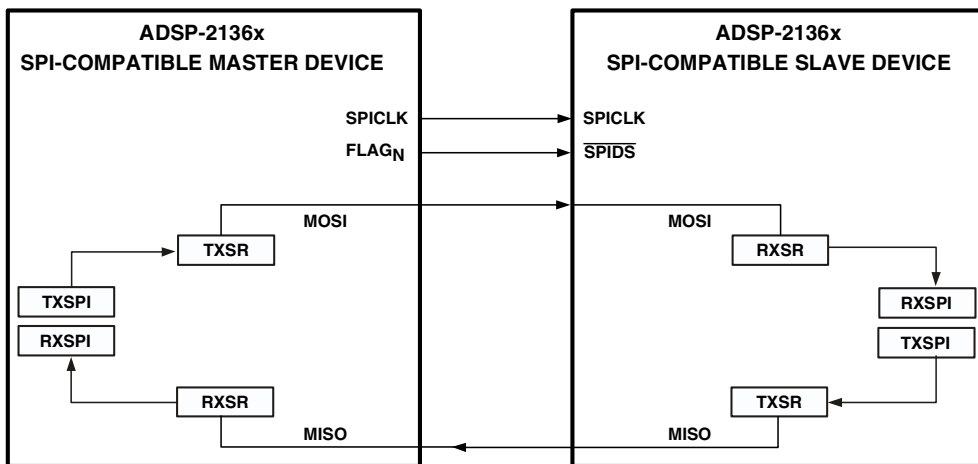 ADSP-2136x
SPI-COMPATIBLE MASTER DEVICE
SPICLK
FLAGN
MOSI
TXSR
TXSPI
RXSPI
RXSR
MISO
ADSP-2136x
SPI-COMPATIBLE SLAVE DEVICE
SPICLK
SPIDS
MOSI
RXSR
RXSPI
TXSPI
TXSR
MISO